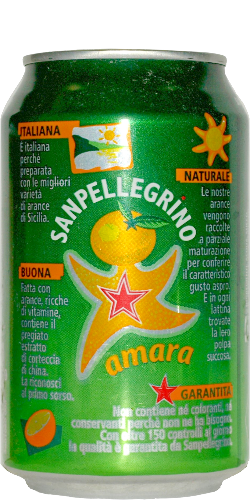 ITALIANA
È italiana
perché
preparata
con le migliori
varietà
di arance
di Sicilia.
SANPELLEGRINO
NATURALE
Le nostre
arance
vengono
raccolte
a parziale
maturazione
per conferire
il caratteristico
gusto aspro.
E in ogni
lattina
trovate
la loro
polpa
succosa.
BUONA
Fatta con
arance, ricche
di vitamine,
contiene il
pregiato
estratto
di corteccia
di china.
La riconosci
al primo sorso.
amara
GARANTITA
Non contiene né coloranti, né
conservanti perché non ne ha bisogno.
Con oltre 150 controlli al giorno
la qualità è garantita da Sanpellegrino.